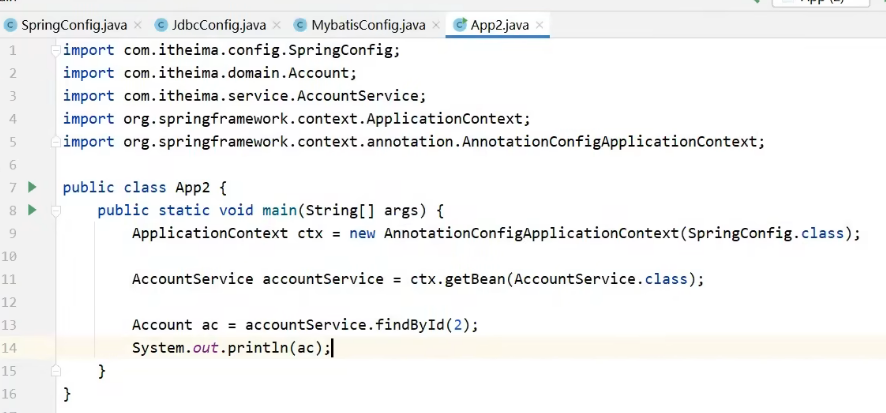 SpringConfig.java JdbcConfig.java MybatisConfig.java App2.java
1 import com.itheima.config.SpringConfig;
2 import com.itheima.domain.Account;
3 import com.itheima.service.AccountService;
4 import org.springframework.context.ApplicationContext;
5 import org.springframework.context.annotation.AnnotationConfigApplicationContext;
6
7 public class App2 {
8     public static void main(String[] args) {
9         ApplicationContext ctx = new AnnotationConfigApplicationContext(SpringConfig.class);
10
11         AccountService accountService = ctx.getBean(AccountService.class);
12
13         Account ac = accountService.findById(2);
14         System.out.println(ac);
15     }
16 }